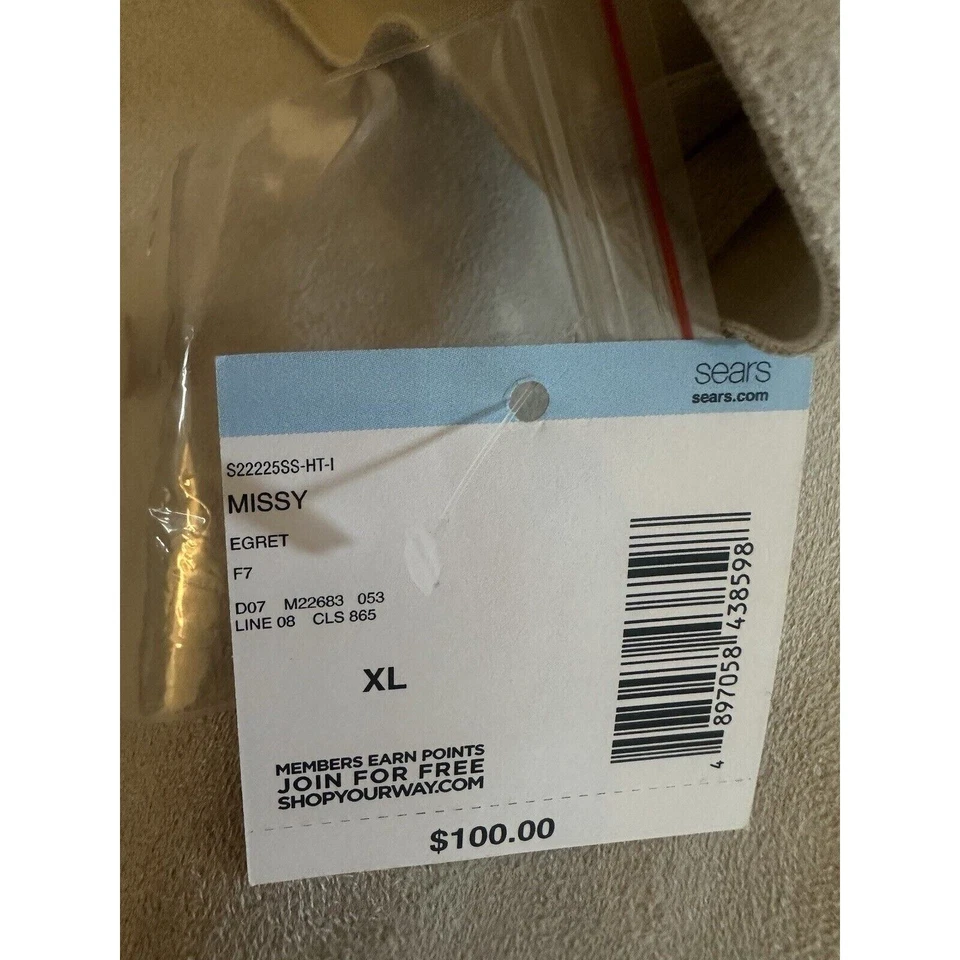 sears
sears.com
S22225SS-HT-I
MISSY
EGRET
F7
D07 M22683 053
LINE 08 CLS 865
XL
4 897058 438598
MEMBERS EARN POINTS
JOIN FOR FREE
SHOPYOURWAY.COM
$100.00